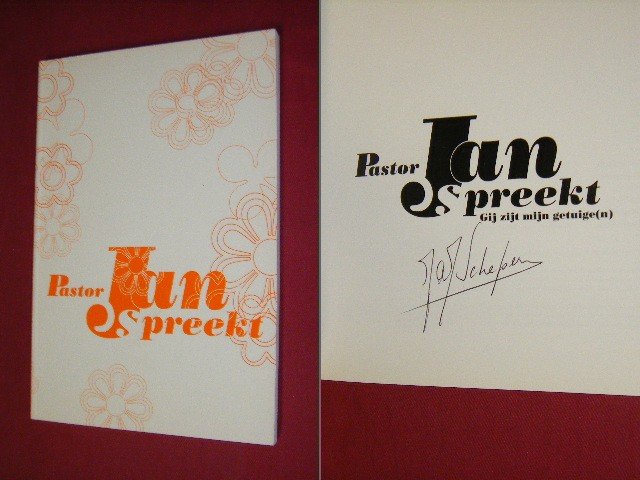 Pastor Jan
Spreekt
Pastor Jan
Spreekt
Gij zijt mijn getuige(n)